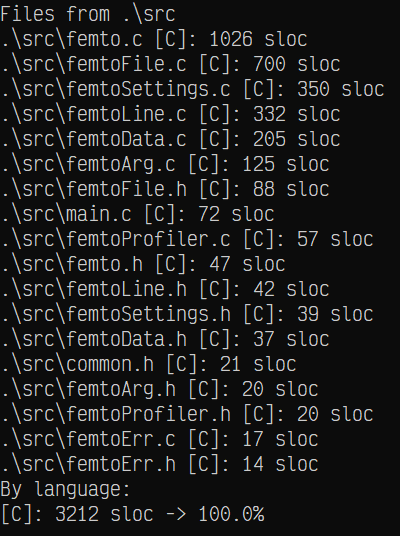 Files from .\src
.\src\femto.c [C]: 1026 sloc
.\src\femtoFile.c [C]: 700 sloc
.\src\femtoSettings.c [C]: 350 sloc
.\src\femtoLine.c [C]: 332 sloc
.\src\femtoData.c [C]: 205 sloc
.\src\femtoArg.c [C]: 125 sloc
.\src\femtoFile.h [C]: 88 sloc
.\src\main.c [C]: 72 sloc
.\src\femtoProfiler.c [C]: 57 sloc
.\src\femto.h [C]: 47 sloc
.\src\femtoLine.h [C]: 42 sloc
.\src\femtoSettings.h [C]: 39 sloc
.\src\femtoData.h [C]: 37 sloc
.\src\common.h [C]: 21 sloc
.\src\femtoArg.h [C]: 20 sloc
.\src\femtoProfiler.h [C]: 20 sloc
.\src\femtoErr.c [C]: 17 sloc
.\src\femtoErr.h [C]: 14 sloc
By language:
[C]: 3212 sloc -> 100.0%